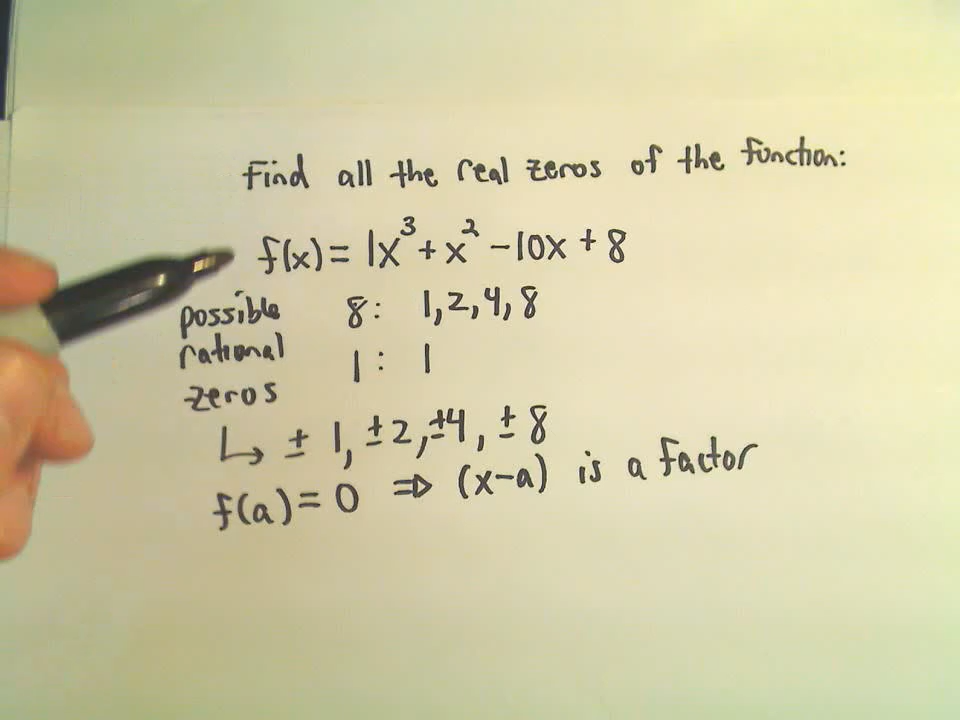 Find all the real zeros of the function:
f(x) = 1x³ + x² - 10x + 8
possible 8: 1, 2, 4, 8
rational 1: 1
zeros
↳ ± 1, ±2, ±4, ± 8
f(a) = 0 ⇒ (x-a) is a factor